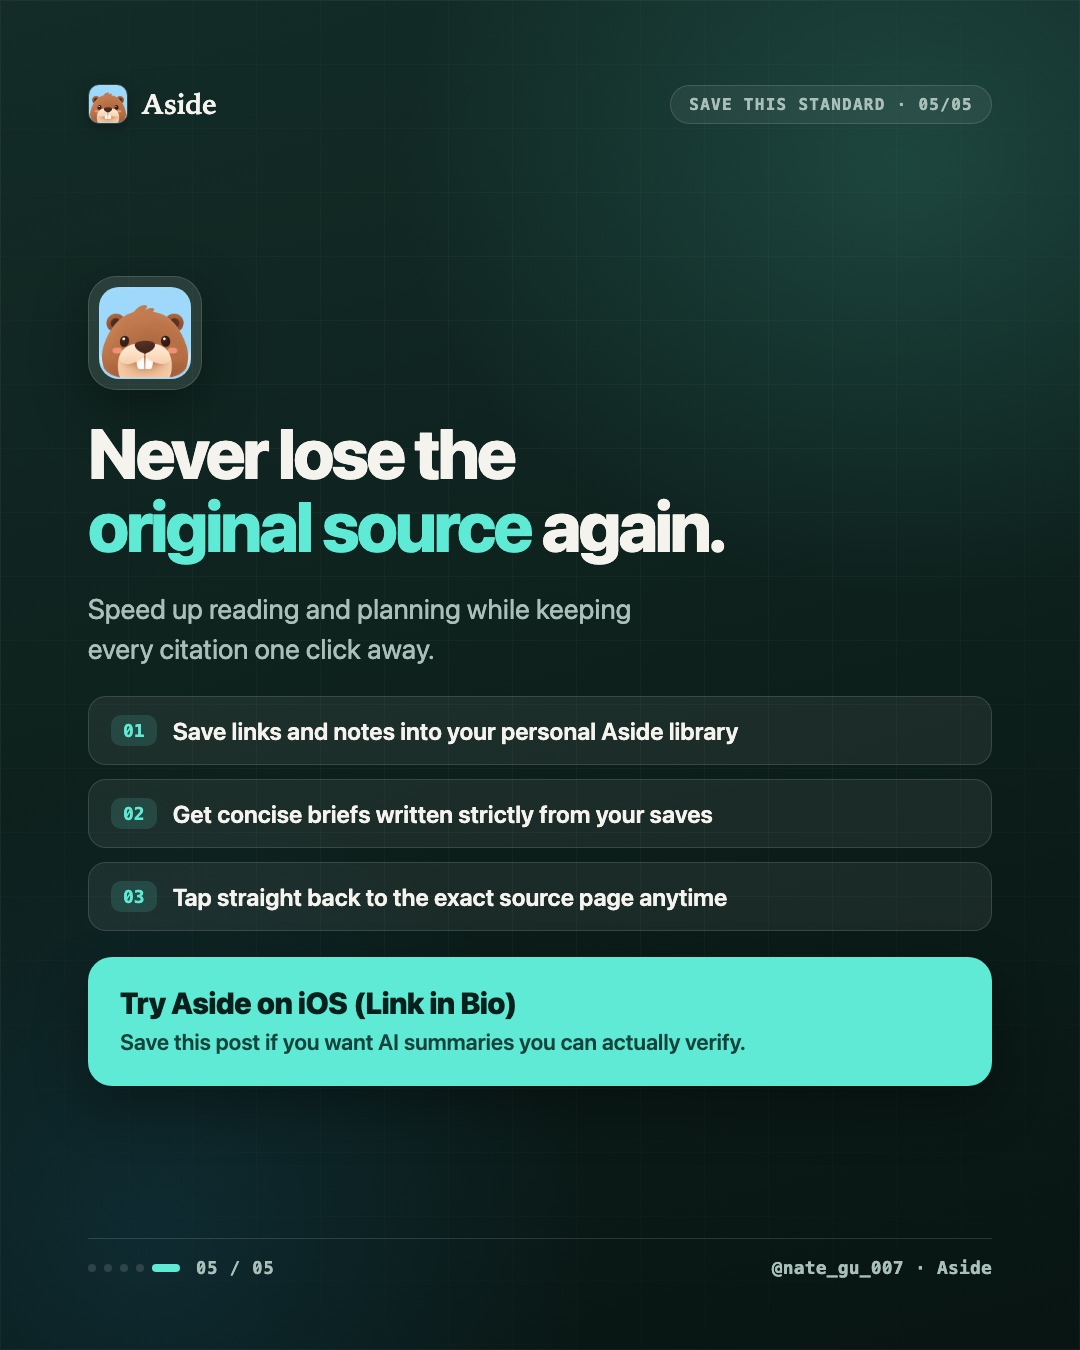 Aside
SAVE THIS STANDARD · 05/05
Never lose the
original source again.
Speed up reading and planning while keeping
every citation one click away.
01 Save links and notes into your personal Aside library
02 Get concise briefs written strictly from your saves
03 Tap straight back to the exact source page anytime
Try Aside on iOS (Link in Bio)
Save this post if you want AI summaries you can actually verify.
05 / 05
@nate_gu_007 · Aside